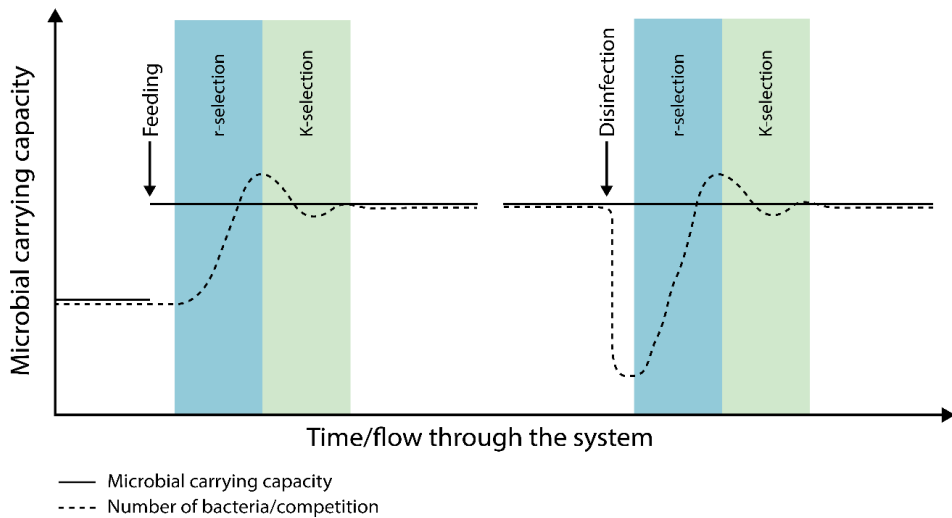 Microbial carrying capacity
Feeding
r-selection
K-selection
Disinfection
r-selection
K-selection
Time/flow through the system
Microbial carrying capacity
Number of bacteria/competition